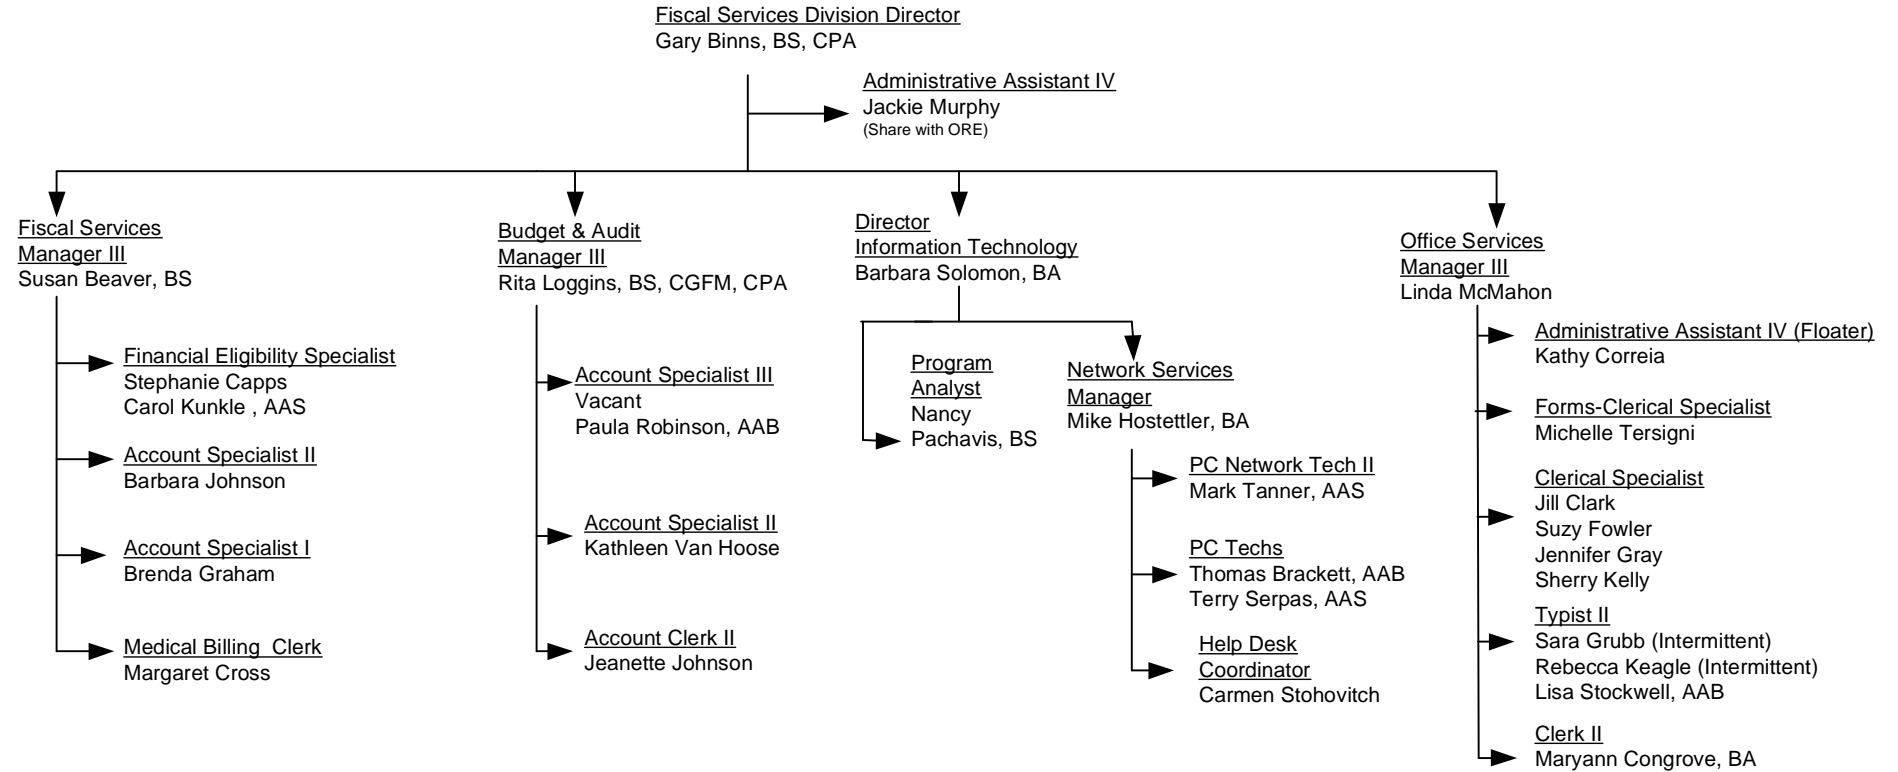 Fiscal Services Division Director
Gary Binns, BS, CPA
Administrative Assistant IV
Jackie Murphy
(Share with ORE)
Fiscal Services
Manager III
Susan Beaver, BS
Financial Eligibility Specialist
Stephanie Capps
Carol Kunkle , AAS
Account Specialist II
Barbara Johnson
Account Specialist I
Brenda Graham
Medical Billing  Clerk
Margaret Cross
Budget & Audit
Manager III
Rita Loggins, BS, CGFM, CPA
Account Specialist III
Vacant
Paula Robinson, AAB
Account Specialist II
Kathleen Van Hoose
Account Clerk II
Jeanette Johnson
Director
Information Technology
Barbara Solomon, BA
Program
Analyst
Nancy
Pachavis, BS
Network Services
Manager
Mike Hostettler, BA
PC Network Tech II
Mark Tanner, AAS
PC Techs
Thomas Brackett, AAB
Terry Serpas, AAS
Help Desk
Coordinator
Carmen Stohovitch
Office Services
Manager III
Linda McMahon
Administrative Assistant IV (Floater)
Kathy Correia
Forms-Clerical Specialist
Michelle Tersigni
Clerical Specialist
Jill Clark
Suzy Fowler
Jennifer Gray
Sherry Kelly
Typist II
Sara Grubb (Intermittent)
Rebecca Keagle (Intermittent)
Lisa Stockwell, AAB
Clerk II
Maryann Congrove, BA